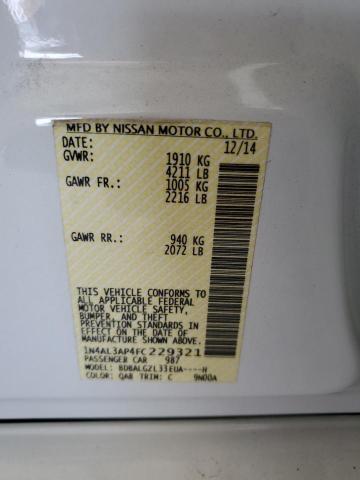 MFD BY NISSAN MOTOR CO., LTD.
DATE: 12/14
GVWR: 1910 KG
4211 LB
GAWR FR.: 1005 KG
2216 LB
GAWR RR.: 940 KG
2072 LB
THIS VEHICLE CONFORMS TO
ALL APPLICABLE FEDERAL
MOTOR VEHICLE SAFETY,
BUMPER, AND THEFT
PREVENTION STANDARDS IN
EFFECT ON THE DATE OF
MANUFACTURE SHOWN ABOVE.
1N4AL3AP4FC229321
PASSENGER CAR 987
MODEL: BDBALGZL33EUA----H
COLOR: QAB TRIM: C 9N00A